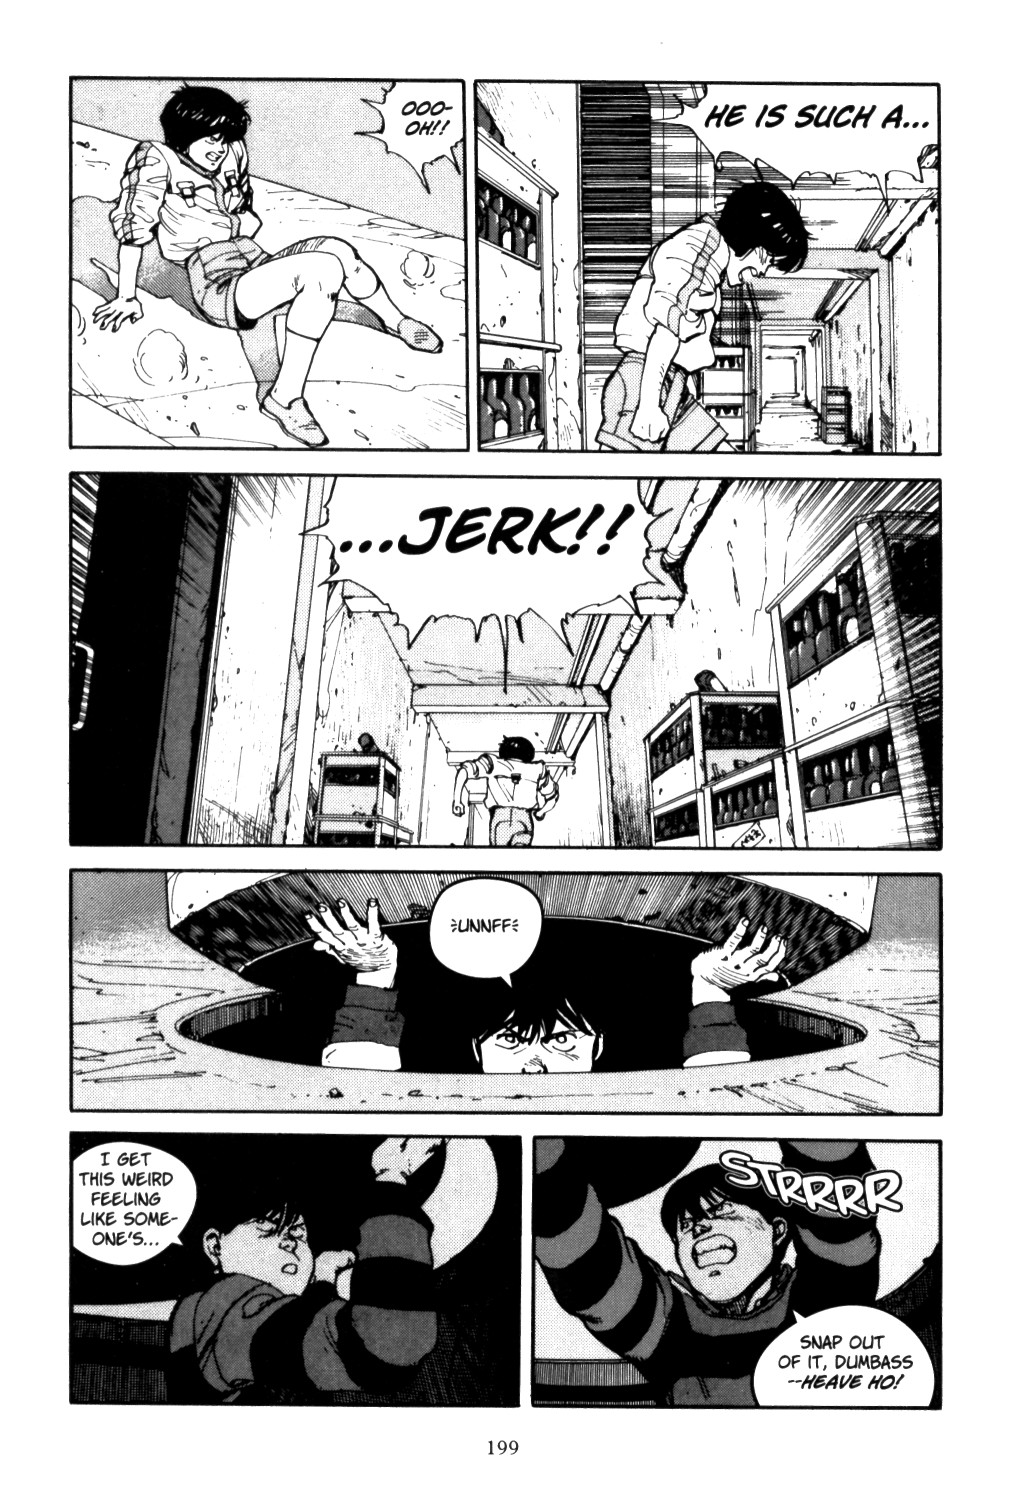 OOO-
OH!!
HE IS SUCH A...
...JERK!!
UNNFF
I GET
THIS WEIRD
FEELING
LIKE SOME-
ONE'S...
STRRRR
SNAP OUT
OF IT, DUMBASS
--HEAVE HO!
199